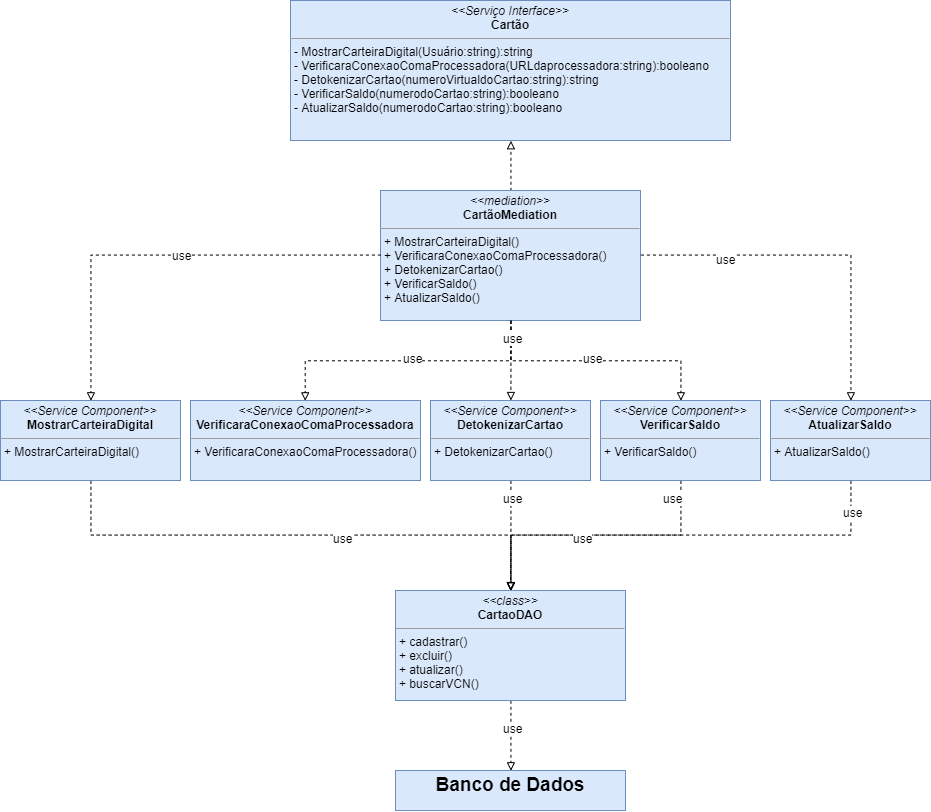 <<Serviço Interface>>
Cartão
- MostrarCarteiraDigital(Usuário:string):string
- VerificaraConexaoComaProcessadora(URLdaprocessadora:string):booleano
- DetokenizarCartao(numeroVirtualdoCartao:string):string
- VerificarSaldo(numerodoCartao:string):booleano
- AtualizarSaldo(numerodoCartao:string):booleano
<<mediation>>
CartãoMediation
+ MostrarCarteiraDigital()
+ VerificaraConexaoComaProcessadora()
+ DetokenizarCartao()
+ VerificarSaldo()
+ AtualizarSaldo()
use
use
use
use
use
<<Service Component>>
MostrarCarteiraDigital
+ MostrarCarteiraDigital()
<<Service Component>>
VerificaraConexaoComaProcessadora
+ VerificaraConexaoComaProcessadora()
<<Service Component>>
DetokenizarCartao
+ DetokenizarCartao()
<<Service Component>>
VerificarSaldo
+ VerificarSaldo()
<<Service Component>>
AtualizarSaldo
+ AtualizarSaldo()
use
use
use
use
use
<<class>>
CartaoDAO
+ cadastrar()
+ excluir()
+ atualizar()
+ buscarVCN()
use
Banco de Dados